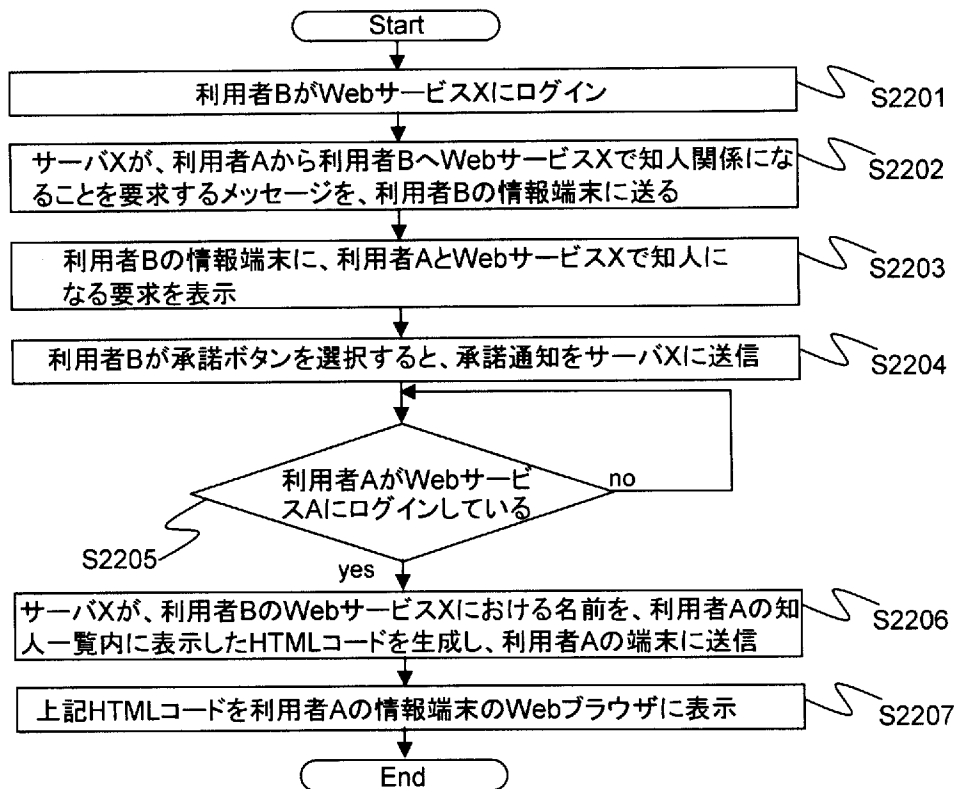 Start
利用者BがWebサービスXにログイン
S2201
サーバXが、利用者Aから利用者BへWebサービスXで知人関係にな
ることを要求するメッセージを、利用者Bの情報端末に送る
S2202
利用者Bの情報端末に、利用者AとWebサービスXで知人に
なる要求を表示
S2203
利用者Bが承諾ボタンを選択すると、承諾通知をサーバXに送信
S2204
利用者AがWebサービ
スAにログインしている
no
S2205
yes
サーバXが、利用者BのWebサービスXにおける名前を、利用者Aの知
人一覧内に表示したHTMLコードを生成し、利用者Aの端末に送信
S2206
上記HTMLコードを利用者Aの情報端末のWebブラウザに表示
S2207
End